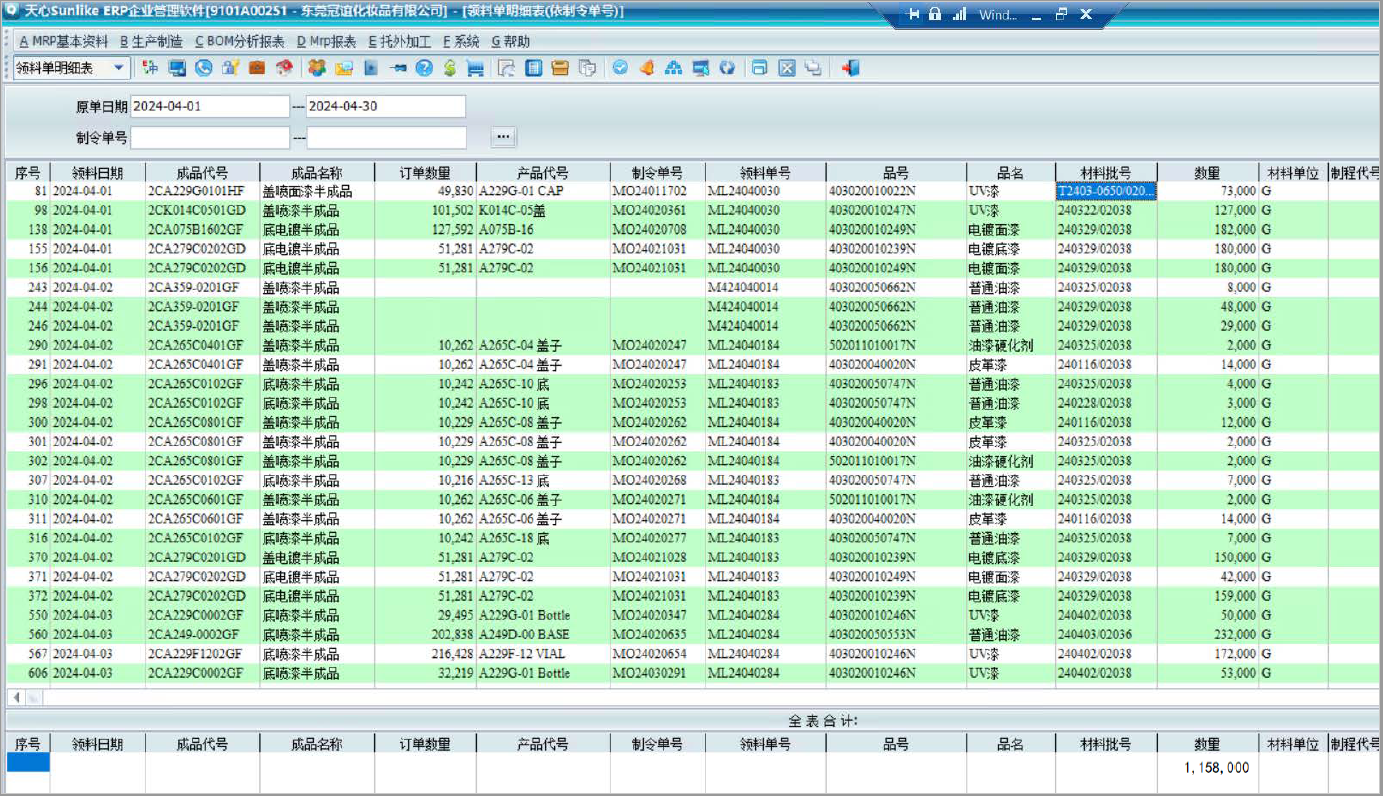 天心Sunlike ERP企业管理软件[9101A00251 - 东莞冠谊化妆品有限公司] - [领料单明细表(依制令单号)]
Wind...
A MRP基本资料 B 生产制造 C BOM分析报表 D Mrp报表 E 托外加工 F 系统 G 帮助
领料单明细表
原单日期 2024-04-01 --- 2024-04-30
制令单号 --- ...
序号 领料日期 成品代号 成品名称 订单数量 产品代号 制令单号 领料单号 品号 品名 材料批号 数量 材料单位 制程代号
81 2024-04-01 2CA229G0101HF 盖喷面漆半成品 49,830 A229G-01 CAP MO24011702 ML24040030 403020010022N UV漆 T2403-0650/020... 73,000 G
98 2024-04-01 2CK014C0501GD 盖喷漆半成品 101,502 K014C-05盖 MO24020361 ML24040030 403020010247N UV漆 240322/02038 127,000 G
138 2024-04-01 2CA075B1602GF 底电镀半成品 127,592 A075B-16 MO24020708 ML24040030 403020010249N 电镀面漆 240329/02038 182,000 G
155 2024-04-01 2CA279C0202GD 底电镀半成品 51,281 A279C-02 MO24021031 ML24040030 403020010239N 电镀底漆 240329/02038 180,000 G
156 2024-04-01 2CA279C0202GD 底电镀半成品 51,281 A279C-02 MO24021031 ML24040030 403020010249N 电镀面漆 240329/02038 180,000 G
243 2024-04-02 2CA359-0201GF 盖喷漆半成品 M424040014 403020050662N 普通油漆 240325/02038 8,000 G
244 2024-04-02 2CA359-0201GF 盖喷漆半成品 M424040014 403020050662N 普通油漆 240329/02038 48,000 G
246 2024-04-02 2CA359-0201GF 盖喷漆半成品 M424040014 403020050662N 普通油漆 240329/02038 29,000 G
290 2024-04-02 2CA265C0401GF 盖喷漆半成品 10,262 A265C-04 盖子 MO24020247 ML24040184 502011010017N 油漆硬化剂 240325/02038 2,000 G
291 2024-04-02 2CA265C0401GF 盖喷漆半成品 10,262 A265C-04 盖子 MO24020247 ML24040184 403020040020N 皮革漆 240116/02038 14,000 G
296 2024-04-02 2CA265C0102GF 底喷漆半成品 10,242 A265C-10 底 MO24020253 ML24040183 403020050747N 普通油漆 240325/02038 4,000 G
298 2024-04-02 2CA265C0102GF 底喷漆半成品 10,242 A265C-10 底 MO24020253 ML24040183 403020050747N 普通油漆 240228/02038 3,000 G
300 2024-04-02 2CA265C0801GF 盖喷漆半成品 10,229 A265C-08 盖子 MO24020262 ML24040184 403020040020N 皮革漆 240116/02038 12,000 G
301 2024-04-02 2CA265C0801GF 盖喷漆半成品 10,229 A265C-08 盖子 MO24020262 ML24040184 403020040020N 皮革漆 240325/02038 2,000 G
302 2024-04-02 2CA265C0801GF 盖喷漆半成品 10,229 A265C-08 盖子 MO24020262 ML24040184 502011010017N 油漆硬化剂 240325/02038 2,000 G
307 2024-04-02 2CA265C0102GF 底喷漆半成品 10,216 A265C-13 底 MO24020268 ML24040183 403020050747N 普通油漆 240325/02038 7,000 G
310 2024-04-02 2CA265C0601GF 盖喷漆半成品 10,262 A265C-06 盖子 MO24020271 ML24040184 502011010017N 油漆硬化剂 240325/02038 2,000 G
311 2024-04-02 2CA265C0601GF 盖喷漆半成品 10,262 A265C-06 盖子 MO24020271 ML24040184 403020040020N 皮革漆 240116/02038 14,000 G
316 2024-04-02 2CA265C0102GF 底喷漆半成品 10,242 A265C-18 底 MO24020277 ML24040183 403020050747N 普通油漆 240325/02038 7,000 G
370 2024-04-02 2CA279C0201GD 盖电镀半成品 51,281 A279C-02 MO24021028 ML24040183 403020010239N 电镀底漆 240329/02038 150,000 G
371 2024-04-02 2CA279C0202GD 底电镀半成品 51,281 A279C-02 MO24021031 ML24040183 403020010249N 电镀面漆 240329/02038 42,000 G
372 2024-04-02 2CA279C0202GD 底电镀半成品 51,281 A279C-02 MO24021031 ML24040183 403020010239N 电镀底漆 240329/02038 159,000 G
550 2024-04-03 2CA229C0002GF 底喷漆半成品 29,495 A229G-01 Bottle MO24020347 ML24040284 403020010246N UV漆 240402/02038 50,000 G
560 2024-04-03 2CA249-0002GF 底喷漆半成品 202,838 A249D-00 BASE MO24020635 ML24040284 403020050553N 普通油漆 240403/02036 232,000 G
567 2024-04-03 2CA229F1202GF 底喷漆半成品 216,428 A229F-12 VIAL MO24020654 ML24040284 403020010246N UV漆 240402/02038 172,000 G
606 2024-04-03 2CA229C0002GF 底喷漆半成品 32,219 A229G-01 Bottle MO24030291 ML24040284 403020010246N UV漆 240402/02038 53,000 G
全 表 合 计:
序号 领料日期 成品代号 成品名称 订单数量 产品代号 制令单号 领料单号 品号 品名 材料批号 数量 材料单位 制程代号
1,158,000